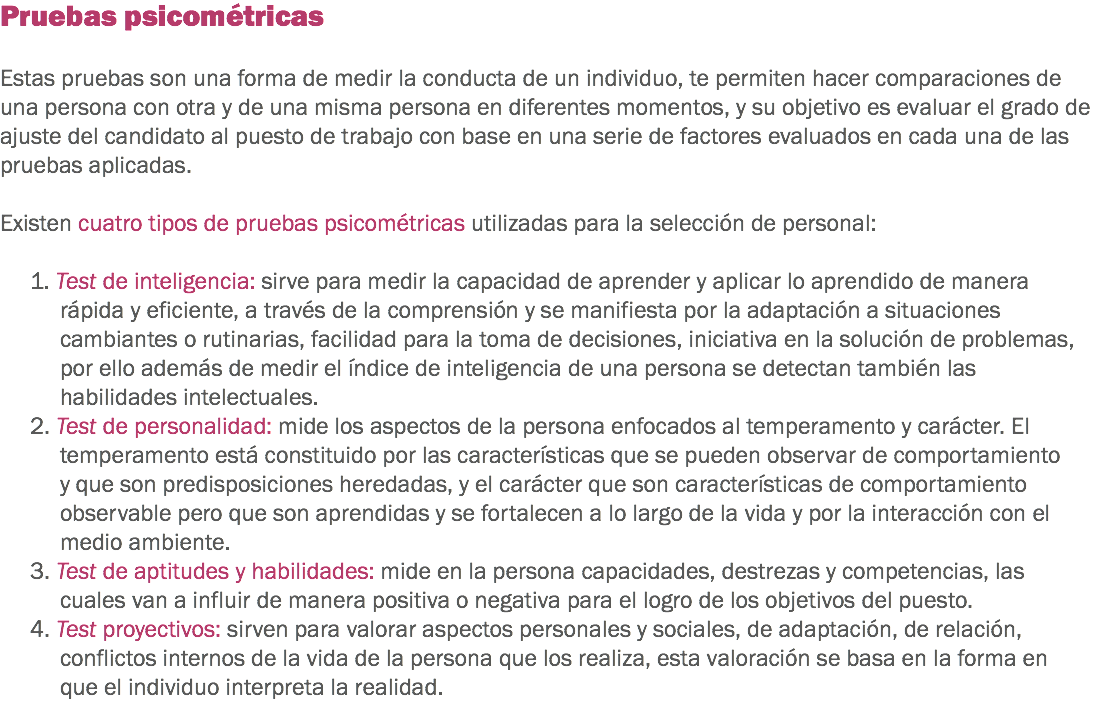 Pruebas psicométricas
Estas pruebas son una forma de medir la conducta de un individuo, te permiten hacer comparaciones de
una persona con otra y de una misma persona en diferentes momentos, y su objetivo es evaluar el grado de
ajuste del candidato al puesto de trabajo con base en una serie de factores evaluados en cada una de las
pruebas aplicadas.
Existen cuatro tipos de pruebas psicométricas utilizadas para la selección de personal:
1. Test de inteligencia: sirve para medir la capacidad de aprender y aplicar lo aprendido de manera
rápida y eficiente, a través de la comprensión y se manifiesta por la adaptación a situaciones
cambiantes o rutinarias, facilidad para la toma de decisiones, iniciativa en la solución de problemas,
por ello además de medir el índice de inteligencia de una persona se detectan también las
habilidades intelectuales.
2. Test de personalidad: mide los aspectos de la persona enfocados al temperamento y carácter. El
temperamento está constituido por las características que se pueden observar de comportamiento
y que son predisposiciones heredadas, y el carácter que son características de comportamiento
observable pero que son aprendidas y se fortalecen a lo largo de la vida y por la interacción con el
medio ambiente.
3. Test de aptitudes y habilidades: mide en la persona capacidades, destrezas y competencias, las
cuales van a influir de manera positiva o negativa para el logro de los objetivos del puesto.
4. Test proyectivos: sirven para valorar aspectos personales y sociales, de adaptación, de relación,
conflictos internos de la vida de la persona que los realiza, esta valoración se basa en la forma en
que el individuo interpreta la realidad.